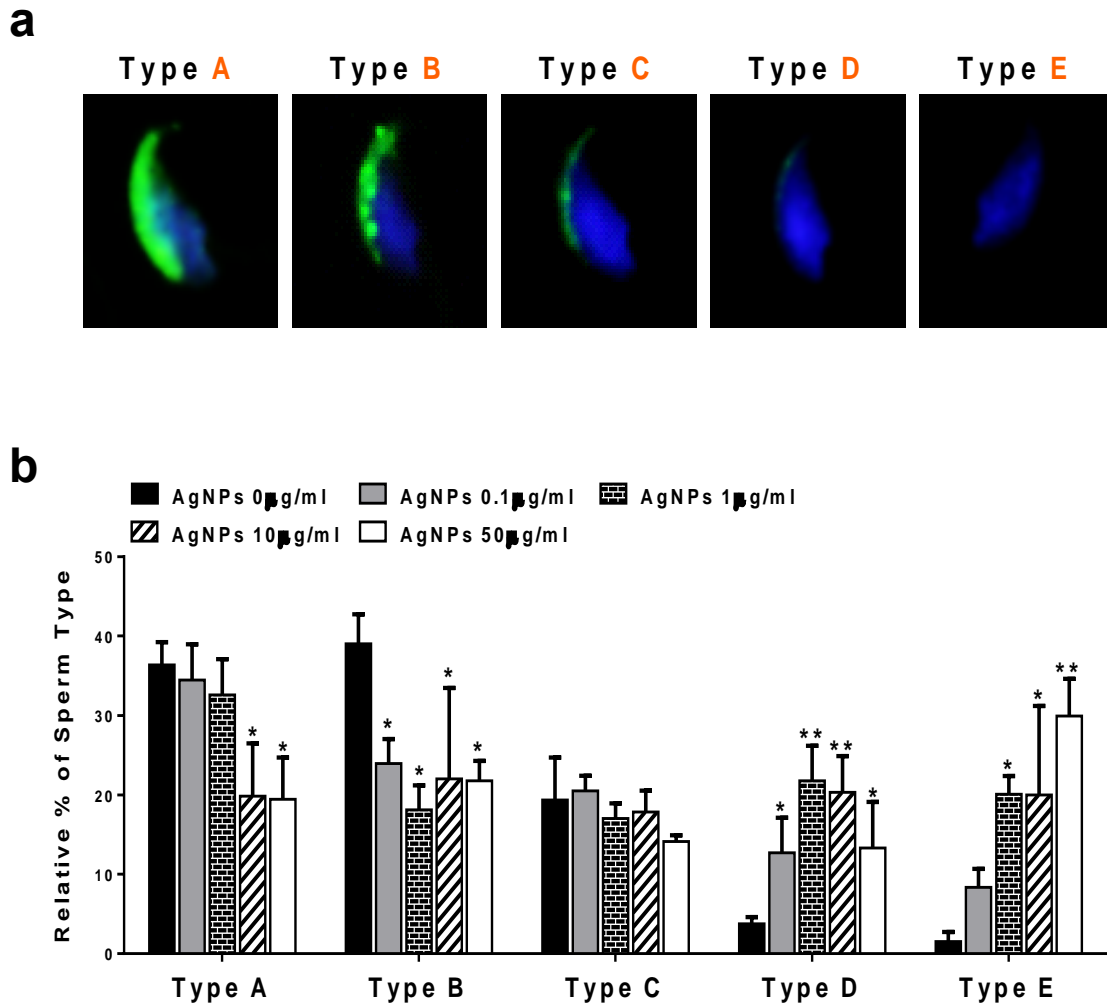 a
Type A Type B Type C Type D Type E
b
AgNPs 0μg/ml AgNPs 0.1μg/ml AgNPs 1μg/ml
AgNPs 10μg/ml AgNPs 50μg/ml
Relative % of Sperm Type
50
40
30
20
10
0
* * * * * * * ** ** * * * **
Type A Type B Type C Type D Type E